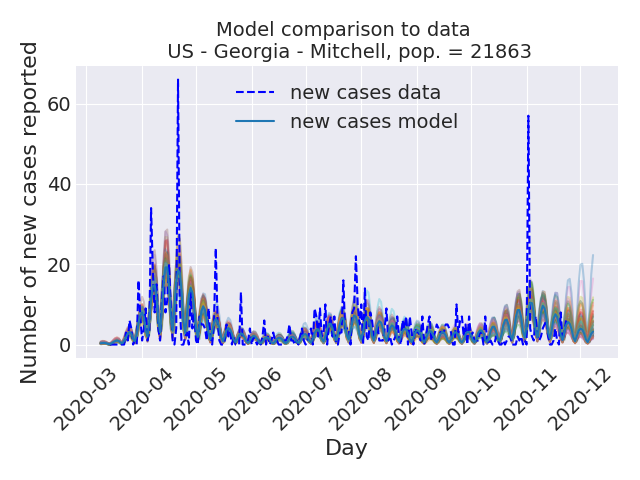 Model comparison to data
US - Georgia - Mitchell, pop. = 21863
Number of new cases reported
60
40
20
0
new cases data
new cases model
2020-03
2020-04
2020-05
2020-06
2020-07
2020-08
2020-09
2020-10
2020-11
2020-12
Day